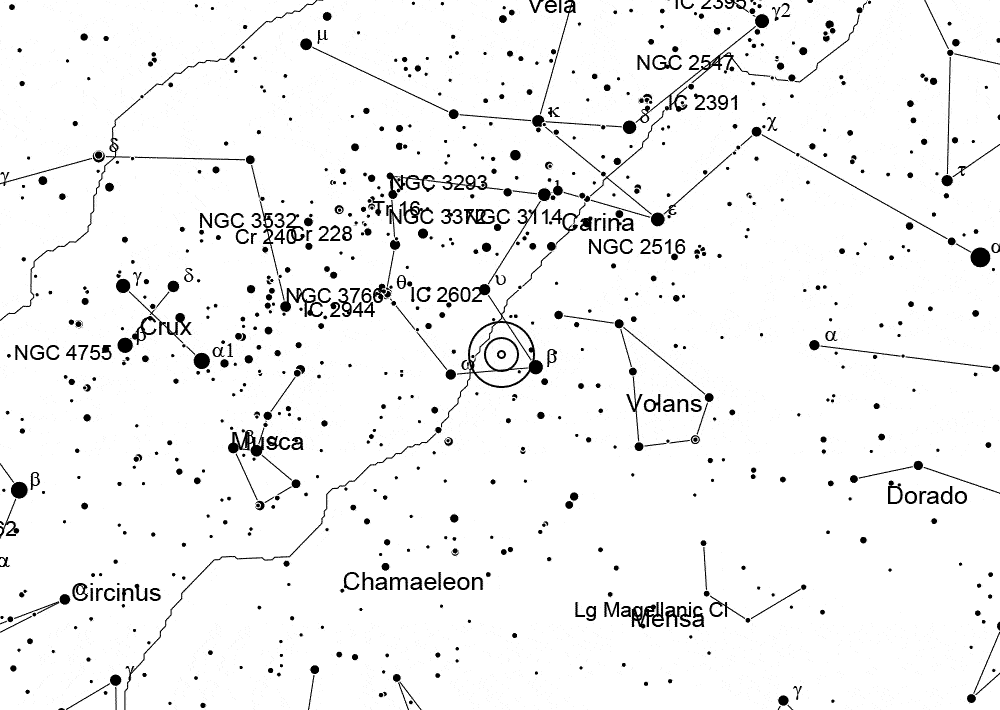 Vela
IC 2395
γ2
μ
NGC 2547
IC 2391
κ
δ
χ
δ
γ
τ
NGC 3293
ι
Tr 16
NGC 3372
NGC 3114
Carina
ε
NGC 3532
Cr 240
Cr 228
NGC 2516
α
γ
δ
θ
υ
NGC 3766
IC 2602
IC 2944
Crux
β
α1
NGC 4755
ω
β
α
Volans
Musca
β
α
β
Dorado
62
α
Chamaeleon
α
Circinus
Lg Magellanic Cl
Mensa
γ
γ